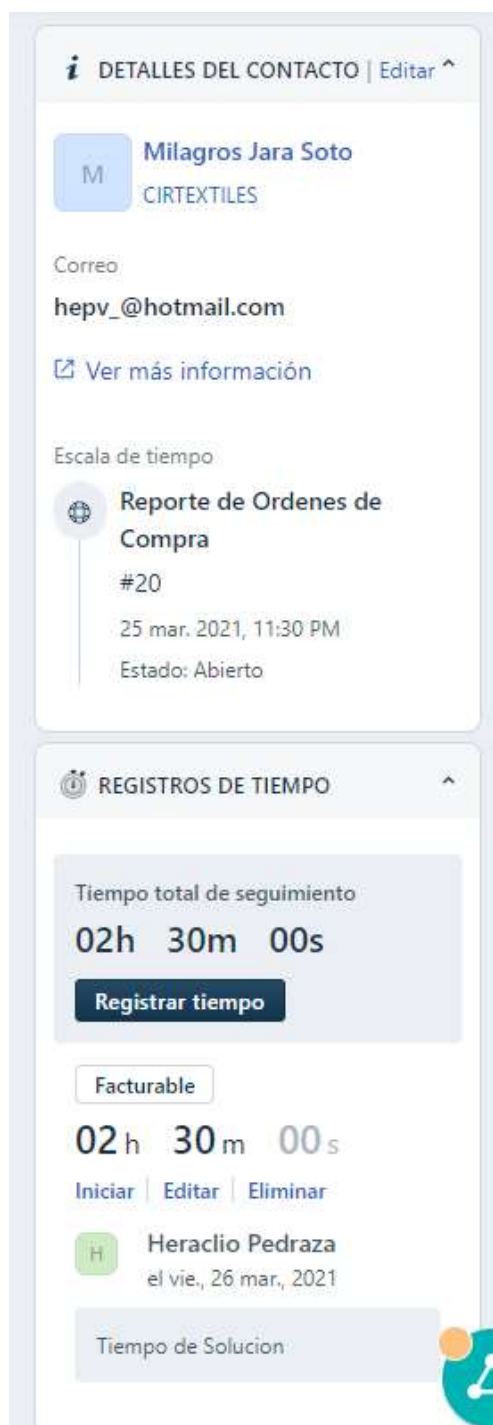 DETALLES DEL CONTACTO | Editar
M
Milagros Jara Soto
CIRTEXTILES
Correo
hepv_@hotmail.com
Ver más información
Escala de tiempo
Reporte de Ordenes de
Compra
#20
25 mar. 2021, 11:30 PM
Estado: Abierto
REGISTROS DE TIEMPO
Tiempo total de seguimiento
02h 30m 00s
Registrar tiempo
Facturable
02 h 30 m 00 s
Iniciar | Editar | Eliminar
H
Heraclio Pedraza
el vie., 26 mar., 2021
Tiempo de Solucion